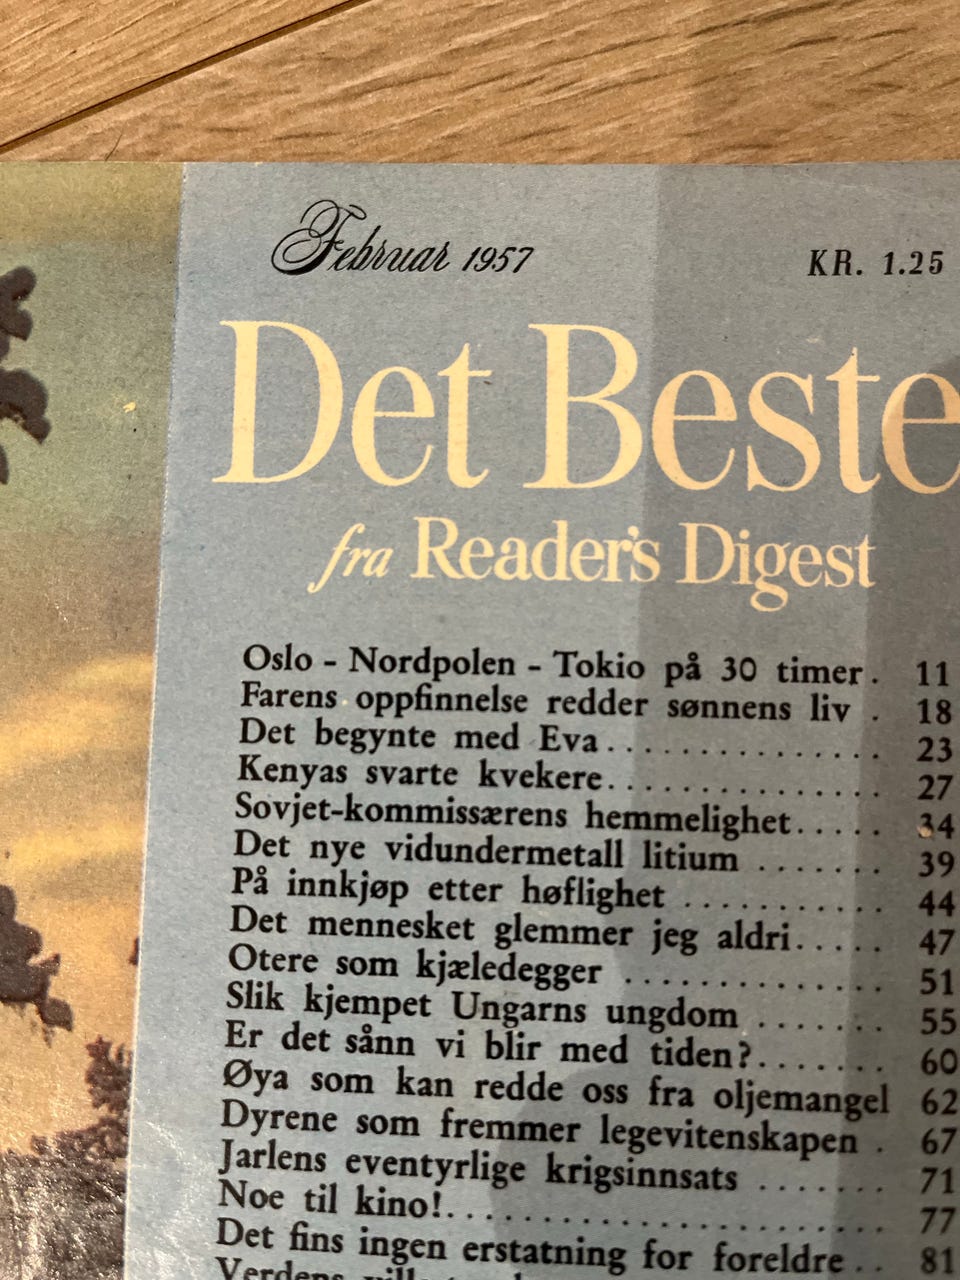 Februar 1957 KR. 1.25
Det Beste
fra Reader's Digest
Oslo - Nordpolen - Tokio på 30 timer. 11
Farens oppfinnelse redder sønnens liv . 18
Det begynte med Eva............... 23
Kenyas svarte kvekere............... 27
Sovjet-kommissærens hemmelighet..... 34
Det nye vidundermetall litium ....... 39
På innkjøp etter høflighet ........... 44
Det mennesket glemmer jeg aldri..... 47
Otere som kjæledegger .............. 51
Slik kjempet Ungarns ungdom ....... 55
Er det sånn vi blir med tiden?....... 60
Øya som kan redde oss fra oljemangel 62
Dyrene som fremmer legevitenskapen . 67
Jarlens eventyrlige krigsinnsats ....... 71
Noe til kino!........................ 77
Det fins ingen erstatning for foreldre .. 81
Verdens